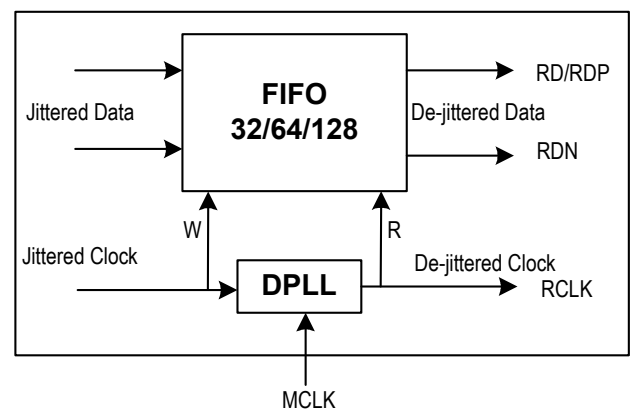 FIFO
32/64/128
RD/RDP
Jittered Data
De-jittered Data
RDN
W
R
Jittered Clock
De-jittered Clock
DPLL
RCLK
MCLK